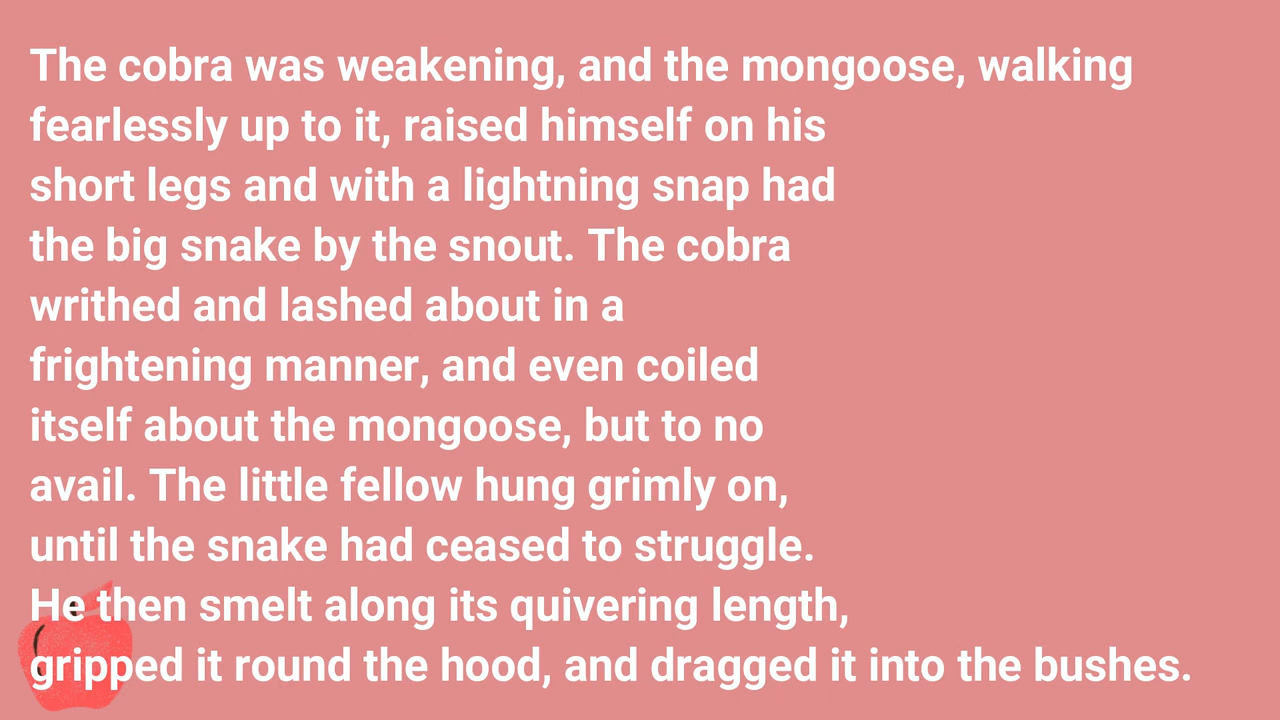 The cobra was weakening, and the mongoose, walking
fearlessly up to it, raised himself on his
short legs and with a lightning snap had
the big snake by the snout. The cobra
writhed and lashed about in a
frightening manner, and even coiled
itself about the mongoose, but to no
avail. The little fellow hung grimly on,
until the snake had ceased to struggle.
He then smelt along its quivering length,
gripped it round the hood, and dragged it into the bushes.